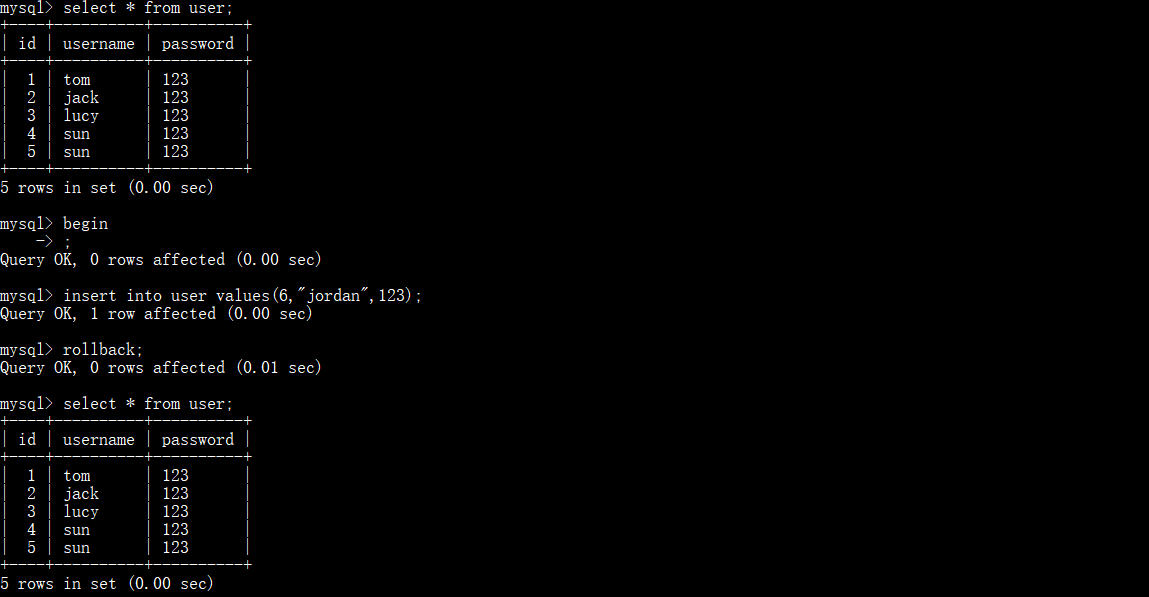 mysql> select * from user;
+----+----------+----------+
| id | username | password |
+----+----------+----------+
|  1 | tom      | 123      |
|  2 | jack     | 123      |
|  3 | lucy     | 123      |
|  4 | sun      | 123      |
|  5 | sun      | 123      |
+----+----------+----------+
5 rows in set (0.00 sec)

mysql> begin
    -> ;
Query OK, 0 rows affected (0.00 sec)

mysql> insert into user values(6,"jordan",123);
Query OK, 1 row affected (0.00 sec)

mysql> rollback;
Query OK, 0 rows affected (0.01 sec)

mysql> select * from user;
+----+----------+----------+
| id | username | password |
+----+----------+----------+
|  1 | tom      | 123      |
|  2 | jack     | 123      |
|  3 | lucy     | 123      |
|  4 | sun      | 123      |
|  5 | sun      | 123      |
+----+----------+----------+
5 rows in set (0.00 sec)